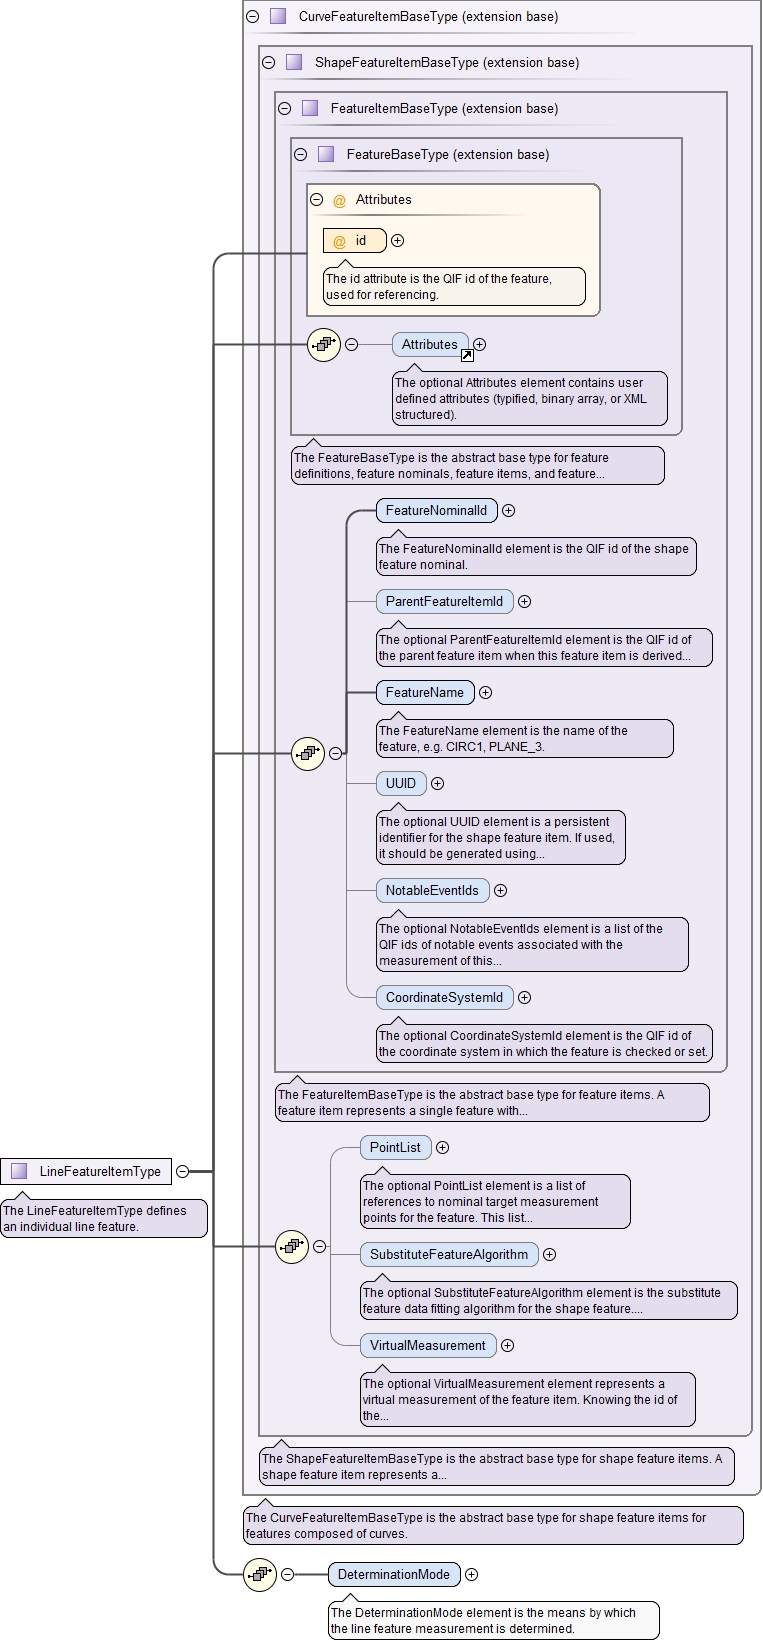 CurveFeatureItemBaseType (extension base)
ShapeFeatureItemBaseType (extension base)
FeatureItemBaseType (extension base)
FeatureBaseType (extension base)
@ Attributes
@ id
The id attribute is the QIF id of the feature,
used for referencing.
Attributes
The optional Attributes element contains user
defined attributes (typified, binary array, or XML
structured).
The FeatureBaseType is the abstract base type for feature
definitions, feature nominals, feature items, and feature...
FeatureNominalId
The FeatureNominalId element is the QIF id of the shape
feature nominal.
ParentFeatureItemId
The optional ParentFeatureItemId element is the QIF id of
the parent feature item when this feature item is derived...
FeatureName
The FeatureName element is the name of the
feature, e.g. CIRC1, PLANE_3.
UUID
The optional UUID element is a persistent
identifier for the shape feature item. If used,
it should be generated using...
NotableEventIds
The optional NotableEventIds element is a list of the
QIF ids of notable events associated with the
measurement of this...
CoordinateSystemId
The optional CoordinateSystemId element is the QIF id of
the coordinate system in which the feature is checked or set.
The FeatureItemBaseType is the abstract base type for feature items. A
feature item represents a single feature with...
PointList
The optional PointList element is a list of
references to nominal target measurement
points for the feature. This list...
LineFeatureItemType
The LineFeatureItemType defines
an individual line feature.
SubstituteFeatureAlgorithm
The optional SubstituteFeatureAlgorithm element is the substitute
feature data fitting algorithm for the shape feature....
VirtualMeasurement
The optional VirtualMeasurement element represents a
virtual measurement of the feature item. Knowing the id of
the...
The ShapeFeatureItemBaseType is the abstract base type for shape feature items. A
shape feature item represents a...
The CurveFeatureItemBaseType is the abstract base type for shape feature items for
features composed of curves.
DeterminationMode
The DeterminationMode element is the means by which
the line feature measurement is determined.